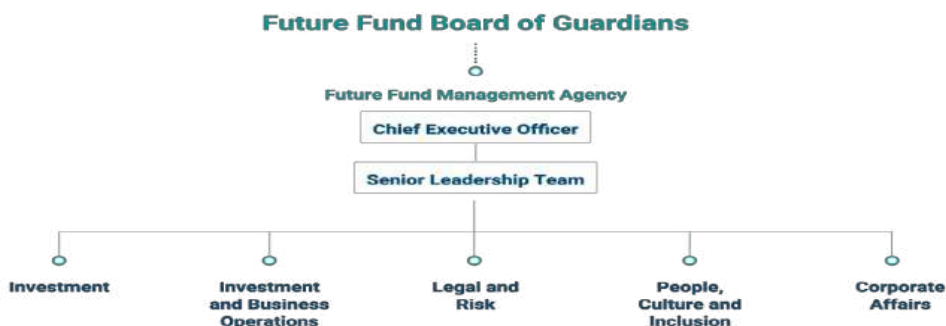 Future Fund Board of Guardians
Future Fund Management Agency
Chief Executive Officer
Senior Leadership Team
Investment
Investment
and Business
Operations
Legal and
Risk
People,
Culture and
Inclusion
Corporate
Affairs